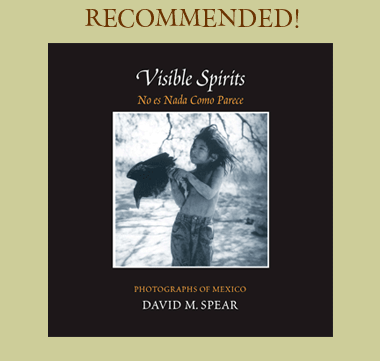 RECOMMENDED!
Visible Spirits
No es Nada Como Parece
PHOTOGRAPHS OF MEXICO
DAVID M. SPEAR